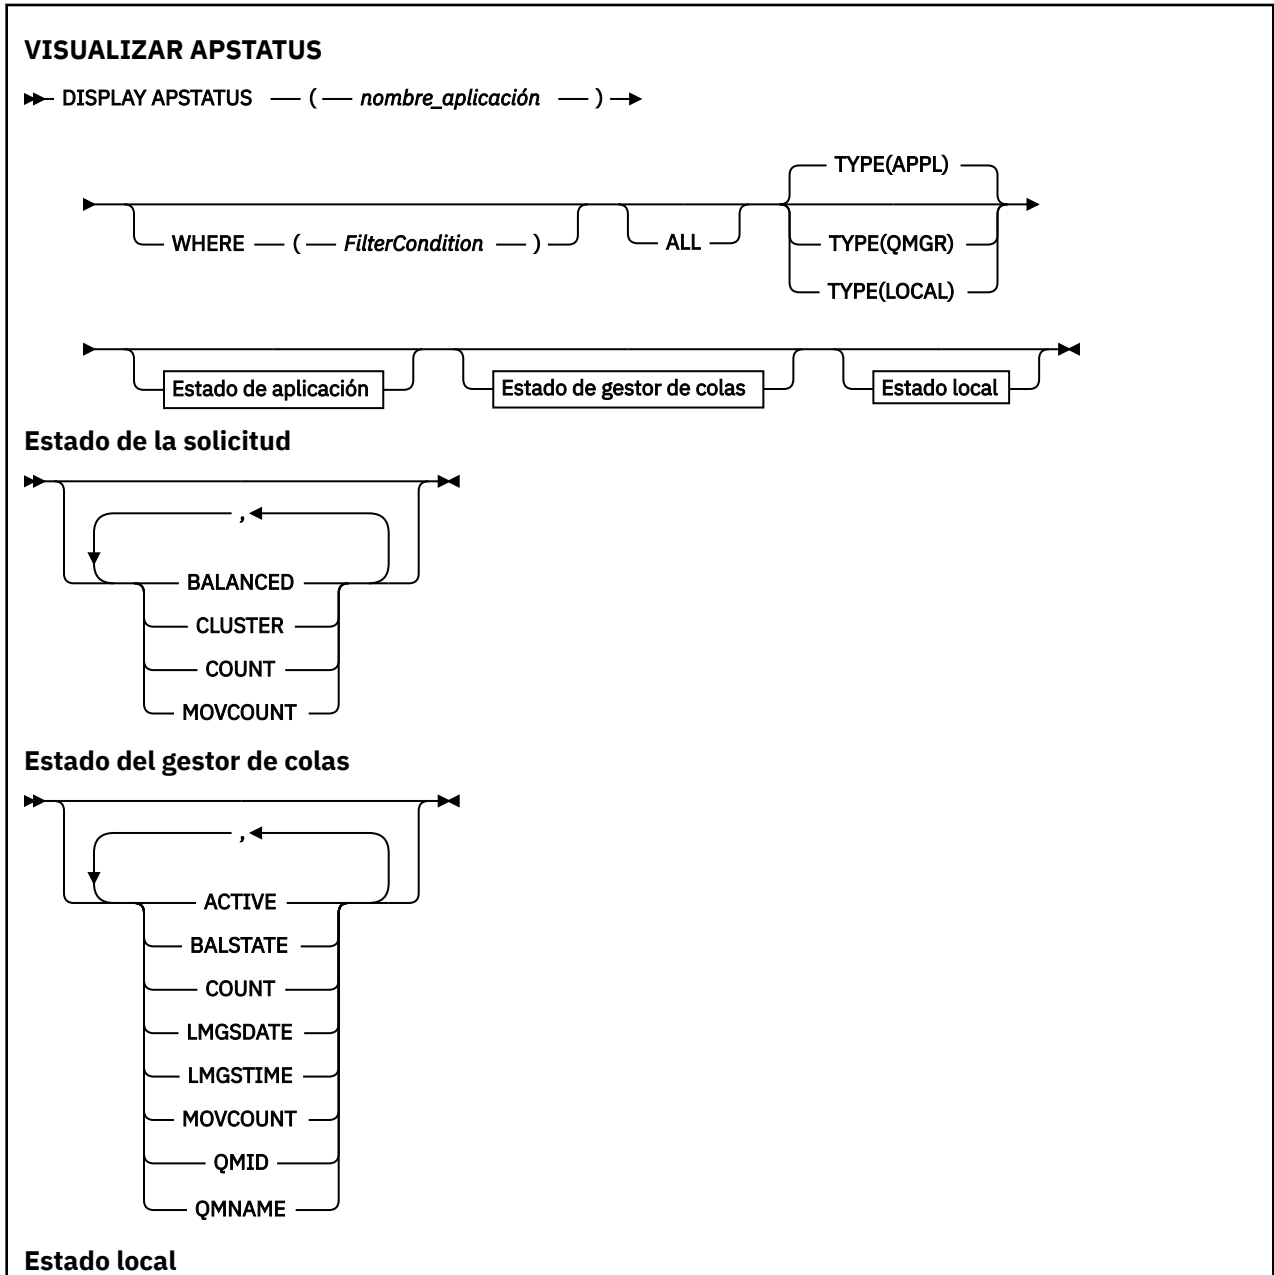 VISUALIZAR APSTATUS
DISPLAY APSTATUS ( nombre_aplicación )
TYPE(APPL)
WHERE ( FilterCondition ) ALL TYPE(QMGR)
TYPE(LOCAL)
Estado de aplicación Estado de gestor de colas Estado local
Estado de la solicitud
,
BALANCED
CLUSTER
COUNT
MOVCOUNT
Estado del gestor de colas
,
ACTIVE
BALSTATE
COUNT
LMGSDATE
LMGSTIME
MOVCOUNT
QMID
QMNAME
Estado local